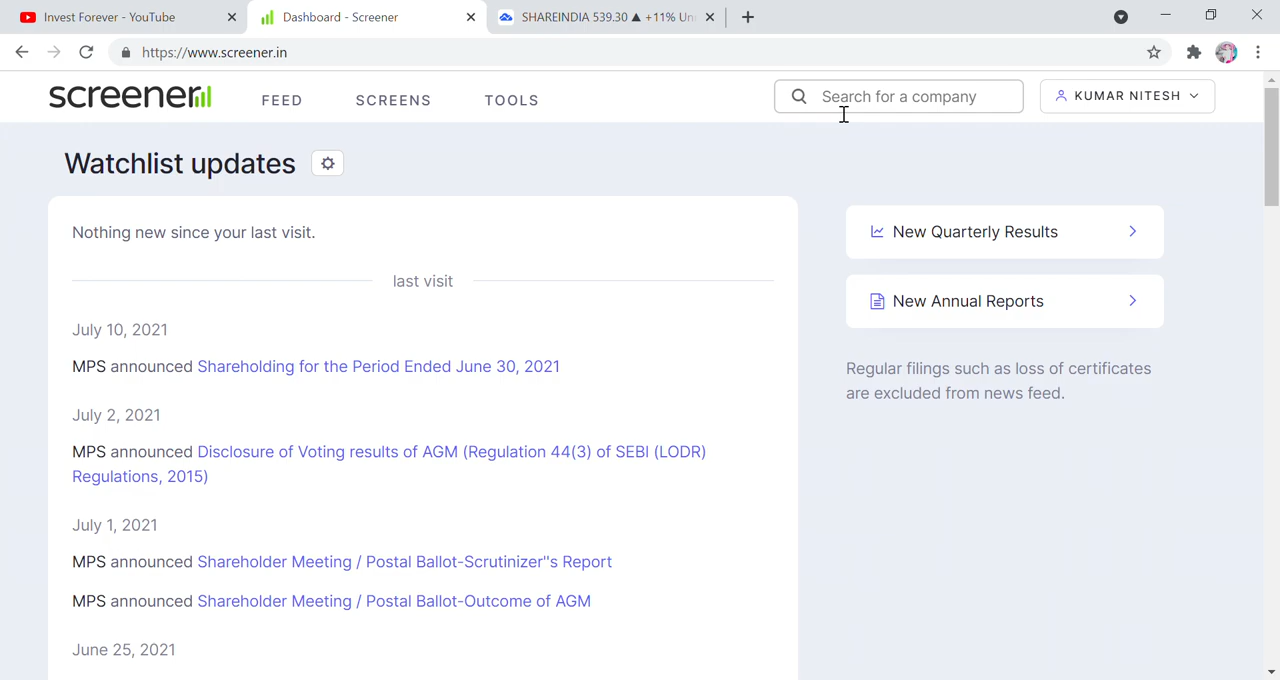 Invest Forever - YouTube
Dashboard - Screener
SHAREINDIA 539.30 ▲ +11% Un
https://www.screener.in
screener
FEED
SCREENS
TOOLS
Search for a company
KUMAR NITESH
Watchlist updates
Nothing new since your last visit.
last visit
July 10, 2021
MPS announced Shareholding for the Period Ended June 30, 2021
July 2, 2021
MPS announced Disclosure of Voting results of AGM (Regulation 44(3) of SEBI (LODR)
Regulations, 2015)
July 1, 2021
MPS announced Shareholder Meeting / Postal Ballot-Scrutinizer"s Report
MPS announced Shareholder Meeting / Postal Ballot-Outcome of AGM
June 25, 2021
New Quarterly Results
New Annual Reports
Regular filings such as loss of certificates
are excluded from news feed.